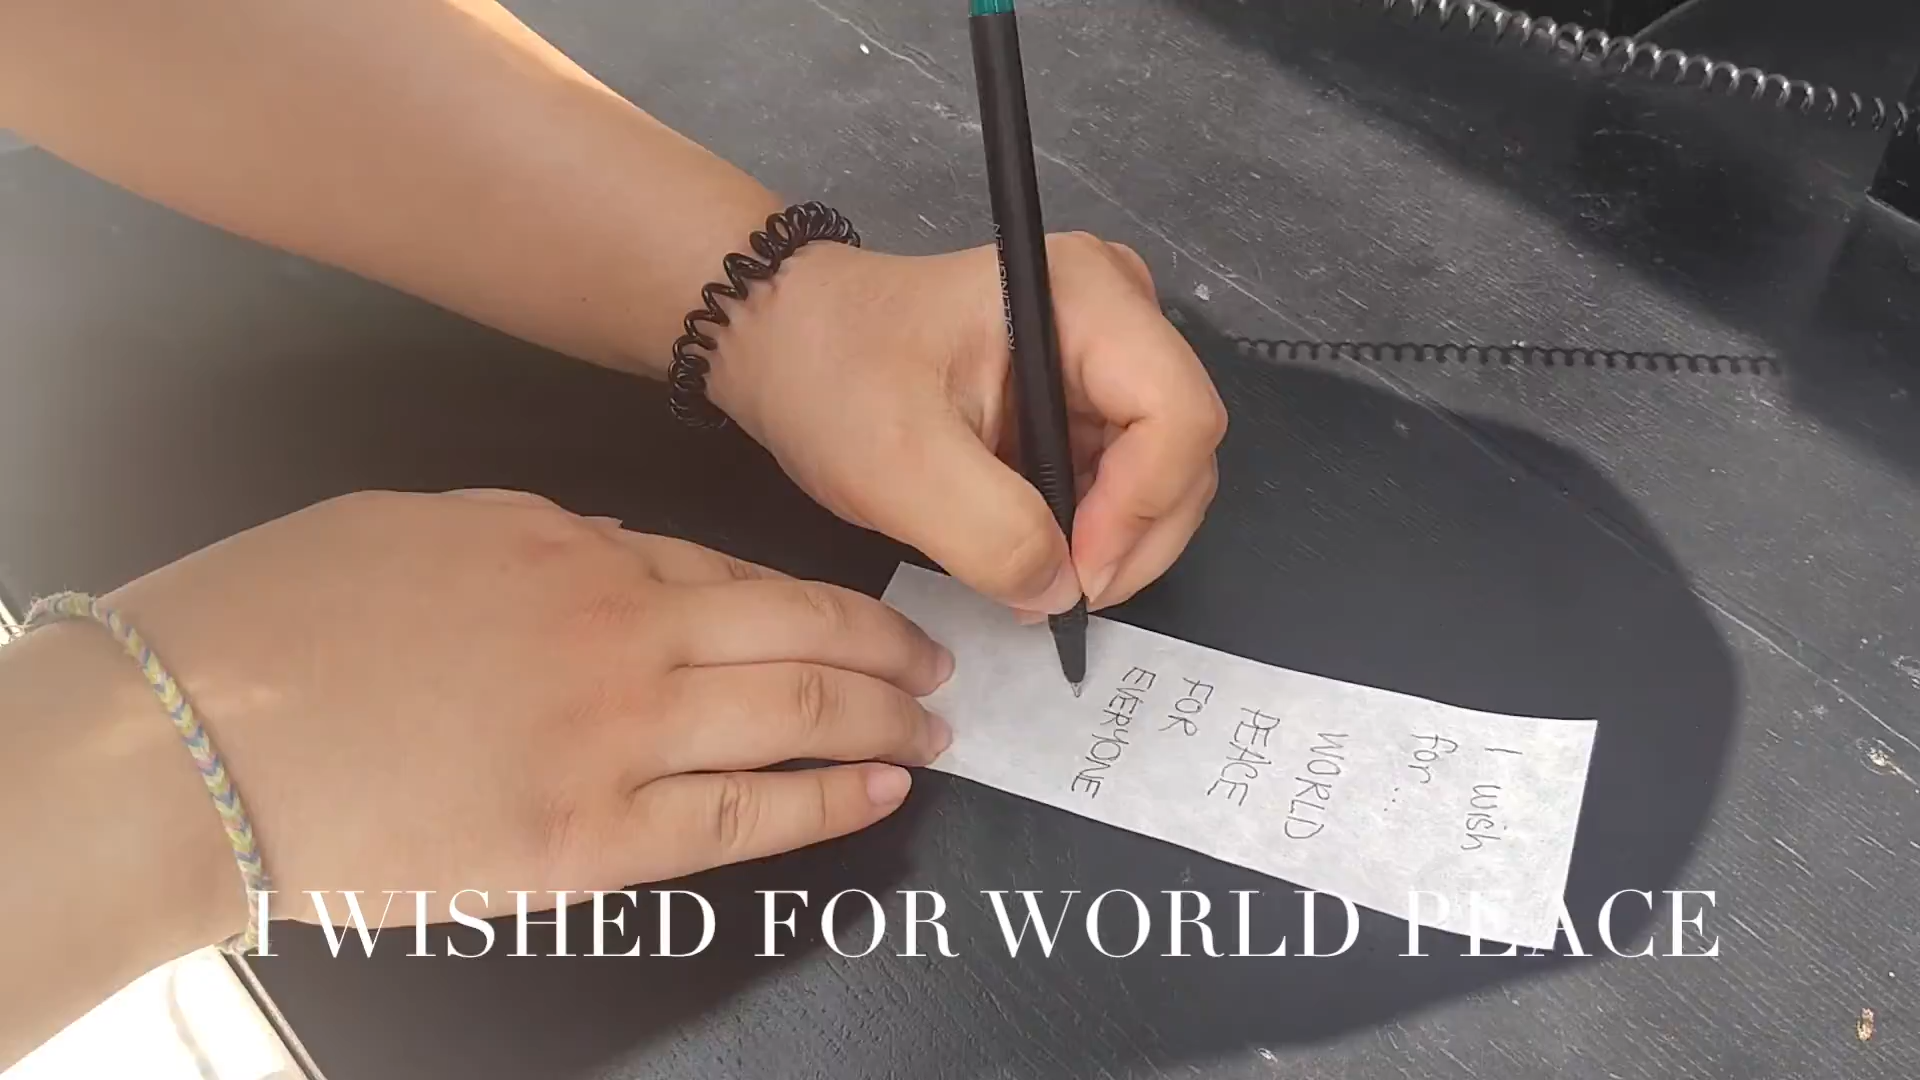 ROLLINGPEN
I wish
for...
WORLD
PEACE
FOR
EVERYONE
I WISHED FOR WORLD PEACE